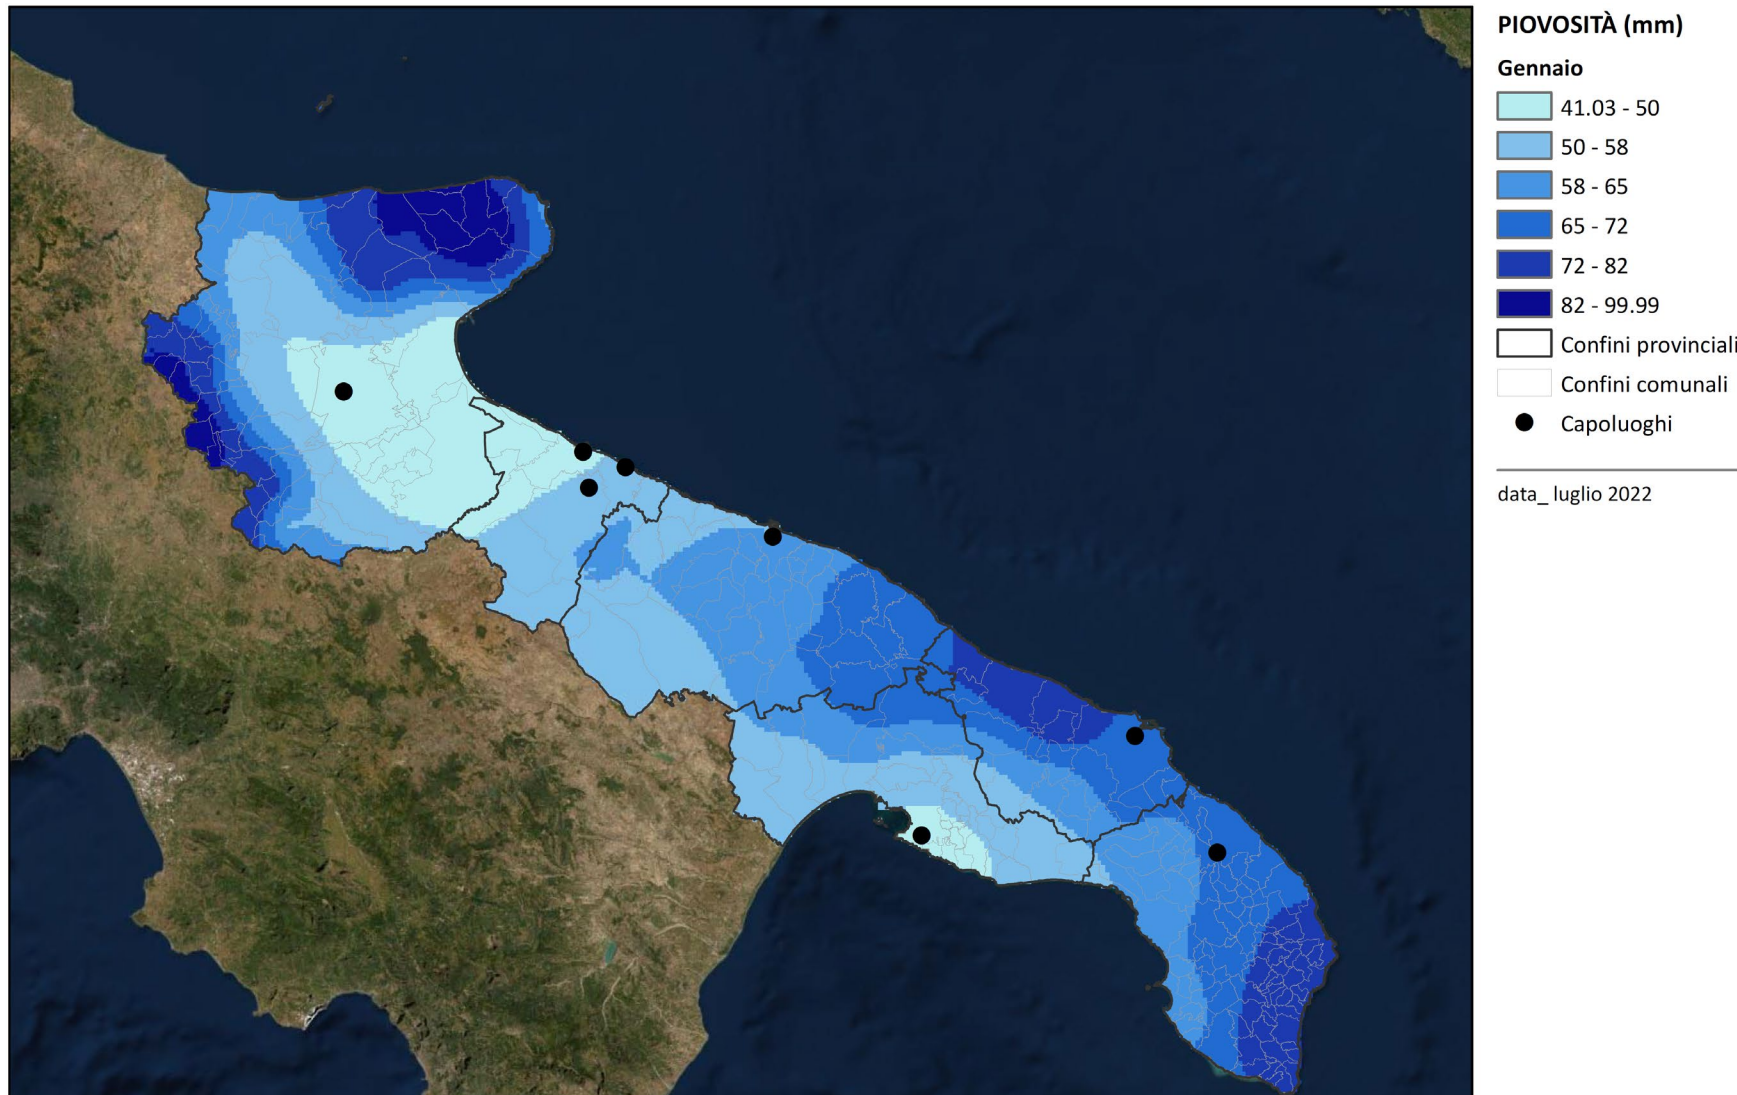 PIOVOSITÀ (mm)
Gennaio
41.03 - 50
50 - 58
58 - 65
65 - 72
72 - 82
82 - 99.99
Confini provinciali
Confini comunali
Capoluoghi
data_ luglio 2022